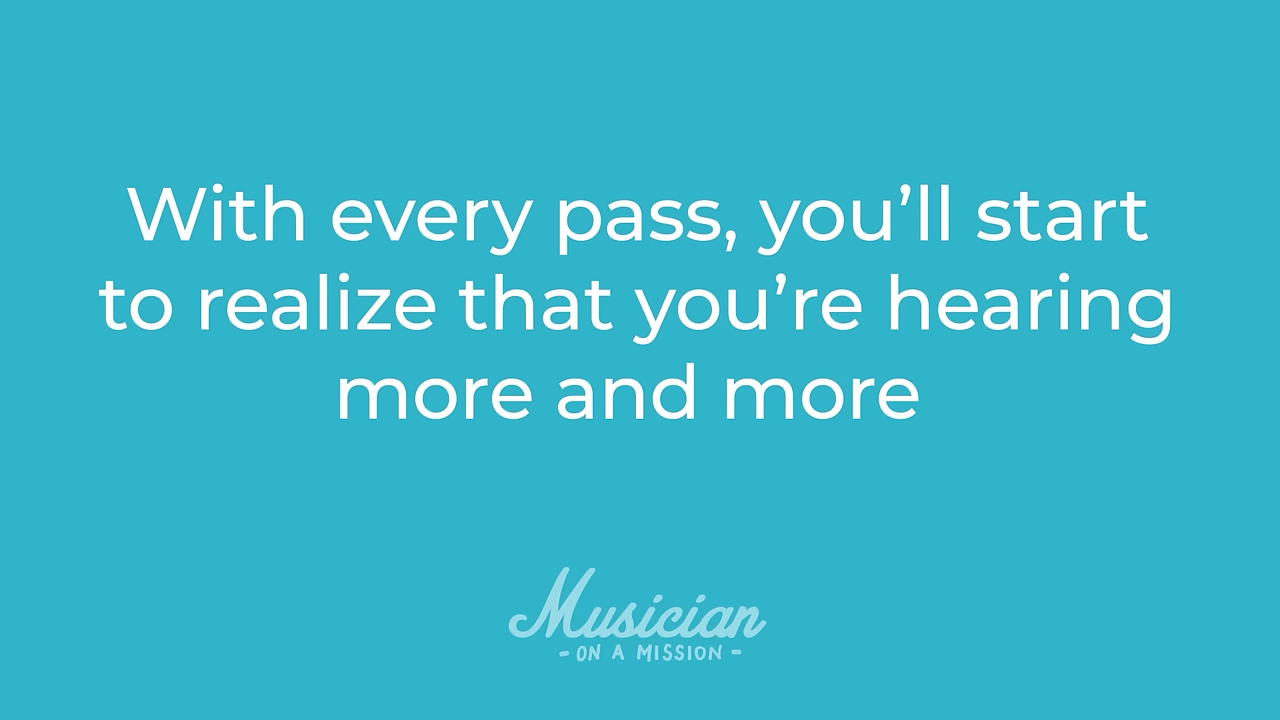 With every pass, you’ll start
to realize that you’re hearing
more and more
Musician
- ON A MISSION -